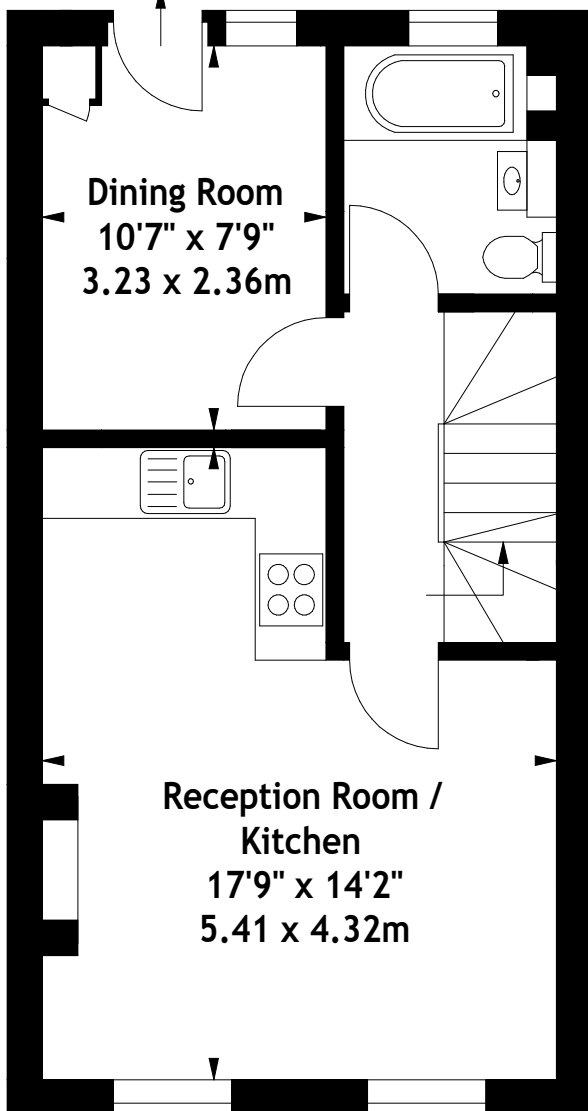 Dining Room
10'7" x 7'9"
3.23 x 2.36m
Reception Room /
Kitchen
17'9" x 14'2"
5.41 x 4.32m